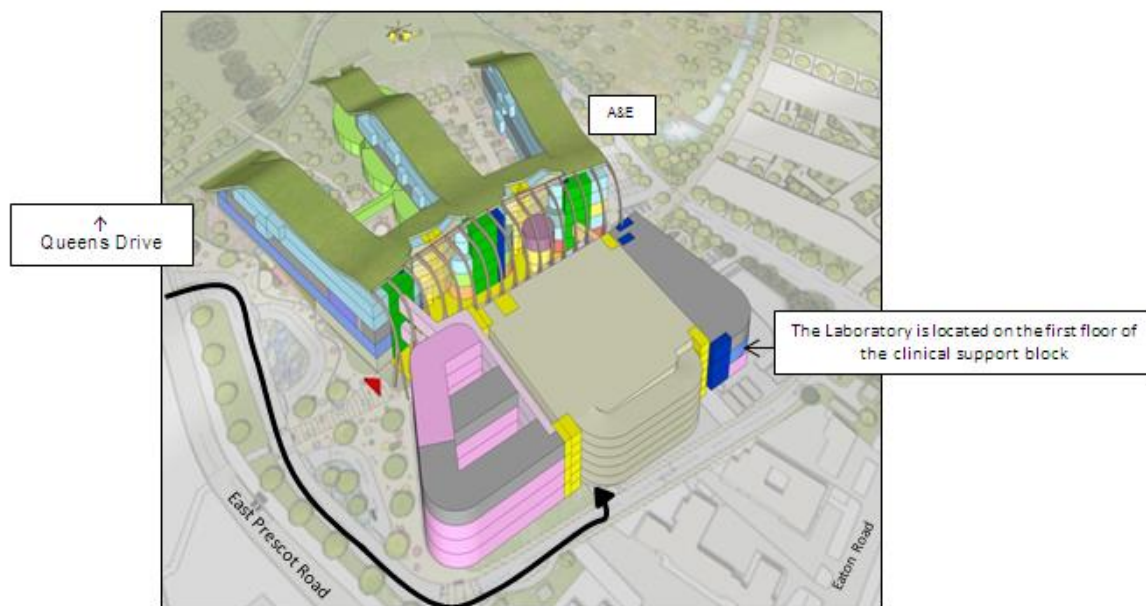 A&E
↑
Queens Drive
The Laboratory is located on the first floor of
the clinical support block
East Prescot Road
Eaton Road